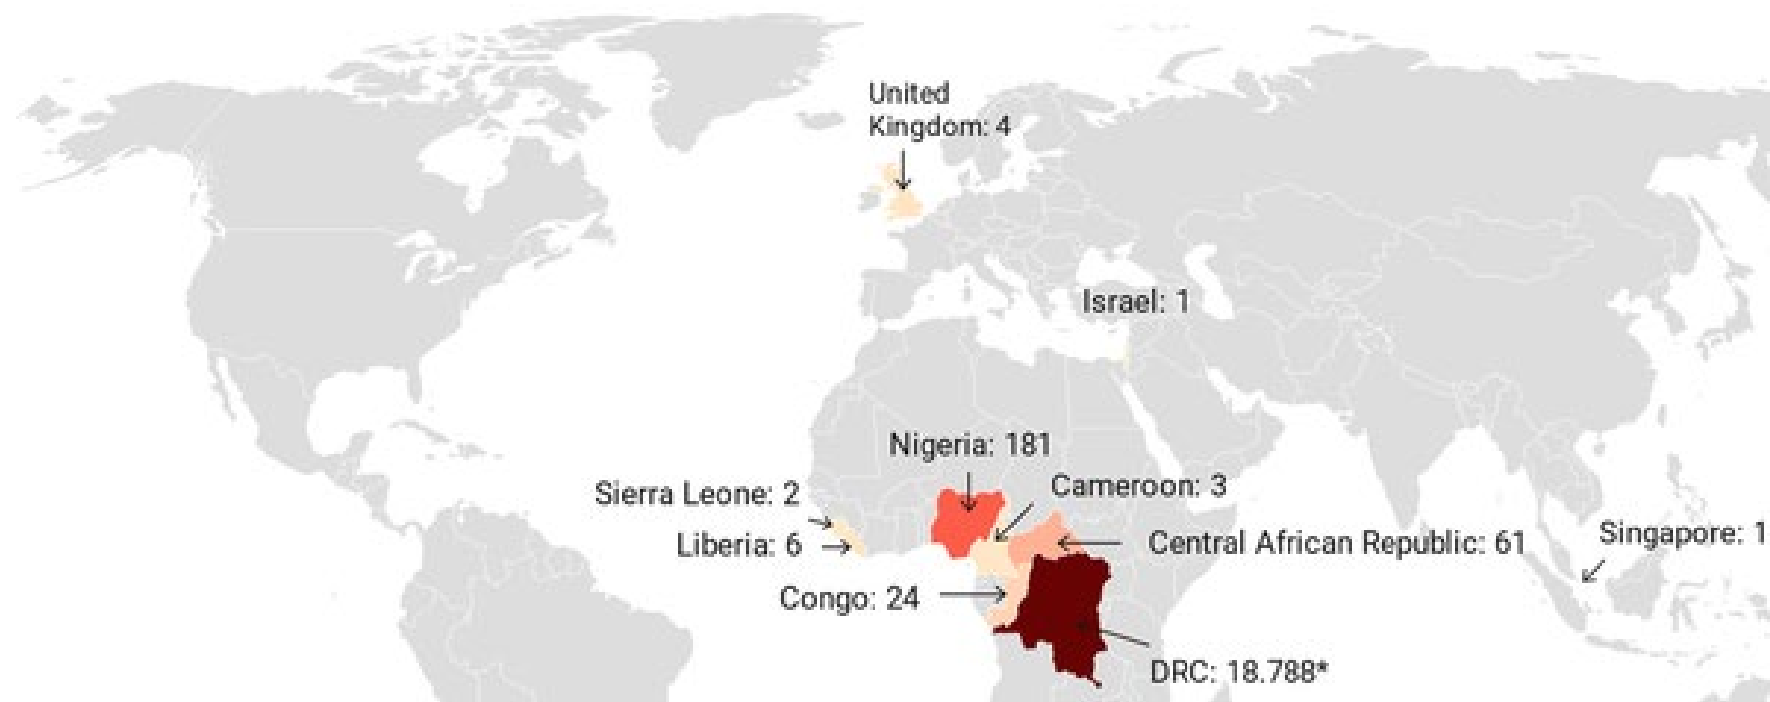 United
Kingdom: 4
Israel: 1
Nigeria: 181
Cameroon: 3
Sierra Leone: 2
Liberia: 6
Central African Republic: 61
Singapore: 1
Congo: 24
DRC: 18.788*